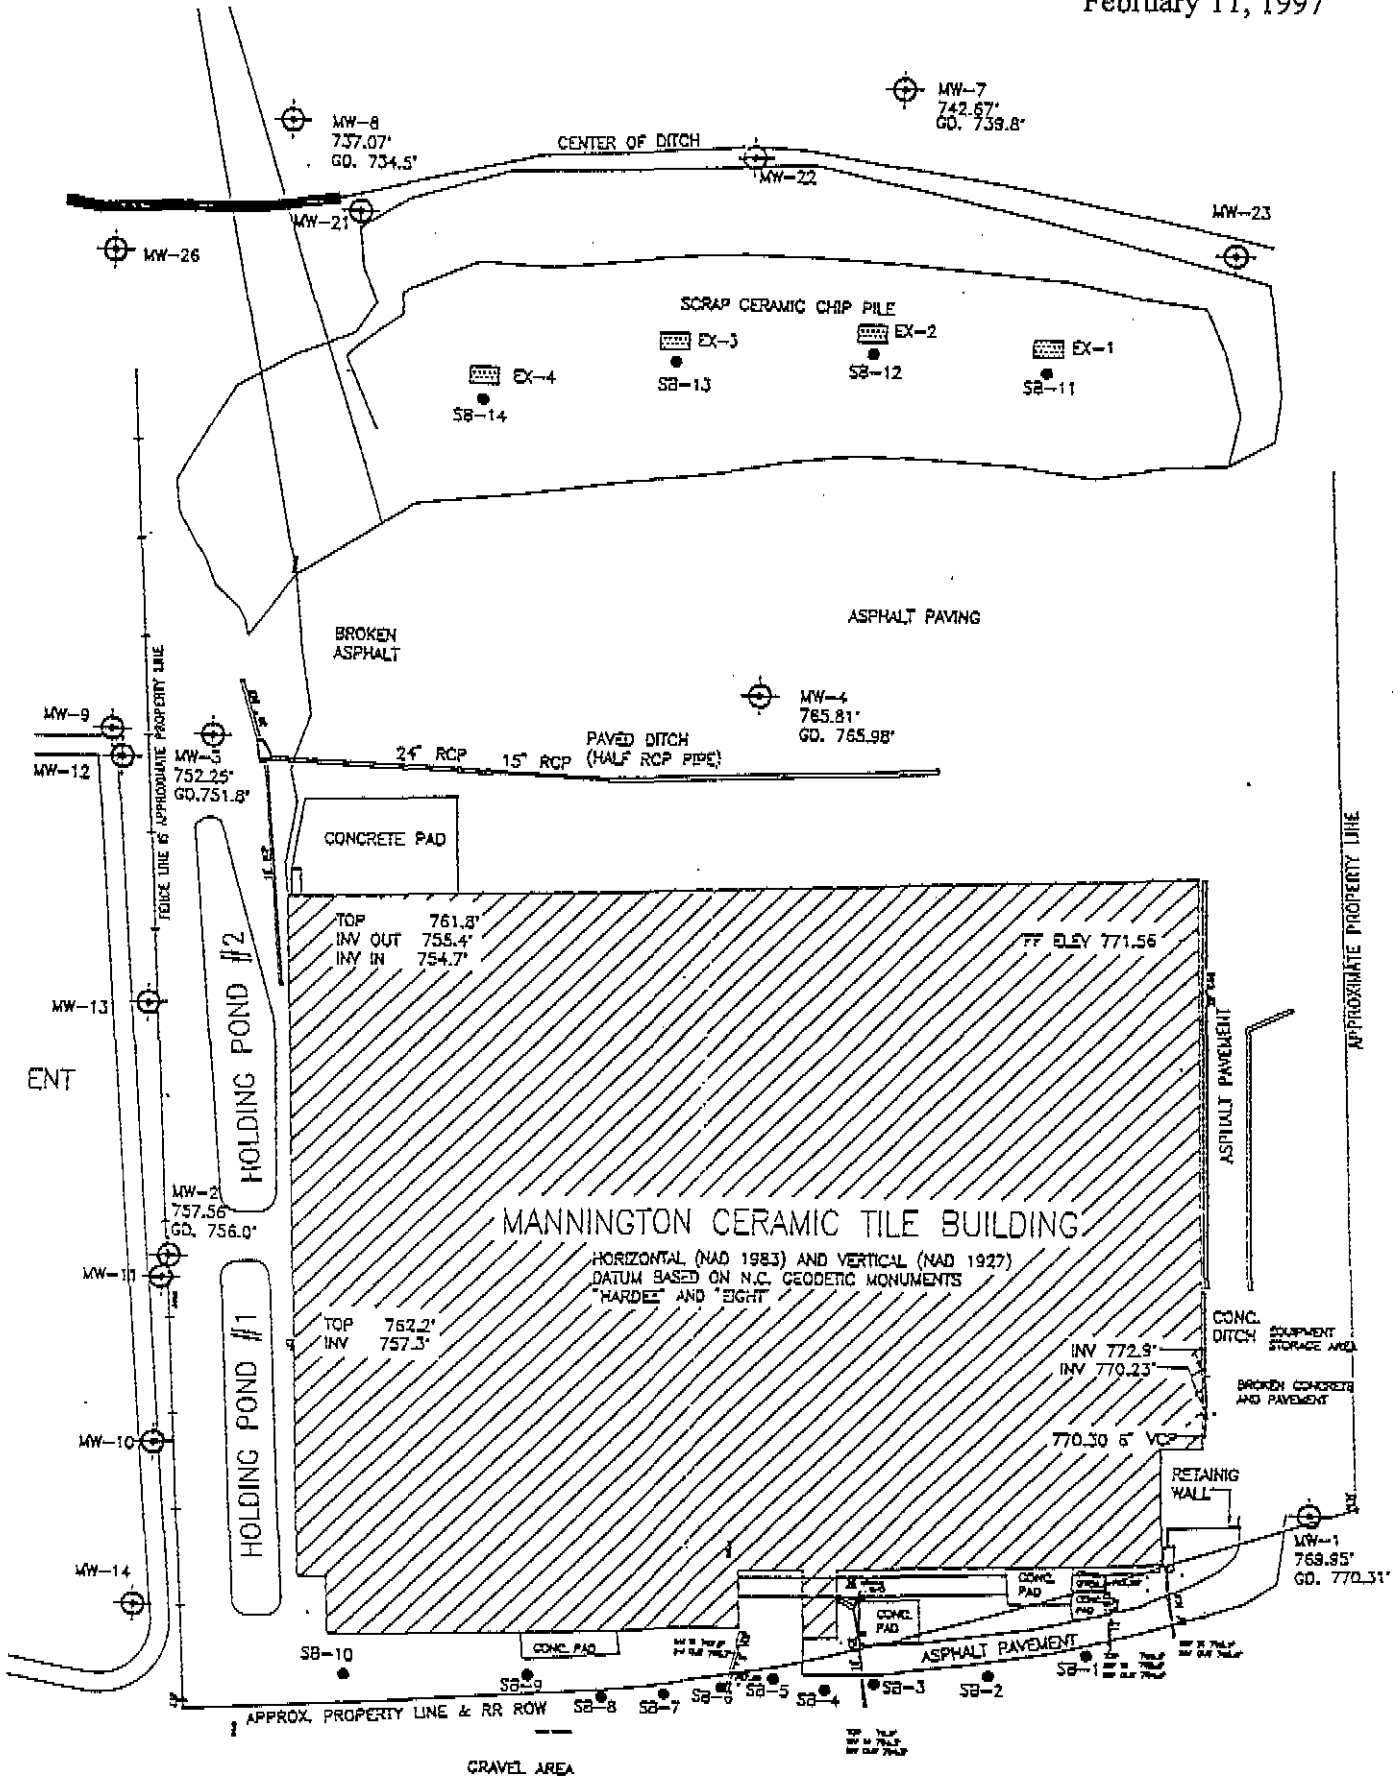 February 11, 1997
MW-7
742.67'
GD. 739.8'
MW-8
737.07'
GD. 734.5'
CENTER OF DITCH
MW-22
MW-21
MW-23
MW-26
SCRAP CERAMIC CHIP PILE
EX-3
EX-2
EX-1
EX-4
SB-13
SB-12
SB-11
SB-14
ASPHALT PAVING
BROKEN
ASPHALT
FENCE LINE IS APPROXIMATE PROPERTY LINE
MW-9
MW-12
MW-3
752.25'
GD.751.8'
MW-4
765.81'
GD. 765.98'
24" RCP
15" RCP
PAVED DITCH
(HALF RCP PIPE)
CONCRETE PAD
APPROXIMATE PROPERTY LINE
TOP 761.8'
INV OUT 755.4'
INV IN 754.7'
FF ELEV 771.56
HOLDING POND #2
MW-13
ASPHALT PAVEMENT
ENT
MW-2
757.56'
GD. 756.0'
MW-11
MANNINGTON CERAMIC TILE BUILDING
HORIZONTAL (NAD 1983) AND VERTICAL (NAD 1927)
DATUM BASED ON N.C. GEODETIC MONUMENTS
"HARDEE" AND "EIGHT"
TOP 762.2'
INV 757.3'
HOLDING POND #1
CONC.
DITCH
EQUIPMENT
STORAGE AREA
INV 772.9'
INV 770.23'
BROKEN CONCRETE
AND PAVEMENT
770.30 6" VCP
MW-10
RETAINIG
WALL
MW-1
769.95'
GD. 770.31'
MW-14
CONC.
PAD
CONC.
PAD
CONC. PAD
ASPHALT PAVEMENT
SB-10
SB-9
SB-8
SB-7
SB-6
SB-5
SB-4
SB-3
SB-2
SB-1
APPROX. PROPERTY LINE & RR ROW
GRAVEL AREA